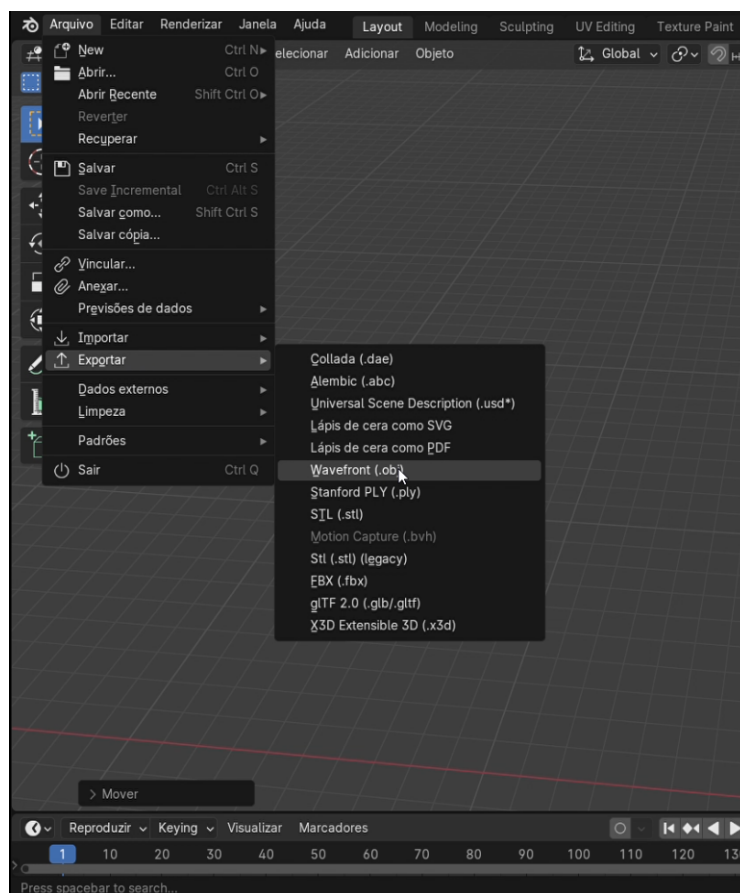 Arquivo Editar Renderizar Janela Ajuda Layout Modeling Sculpting UV Editing Texture Paint
elecionar Adicionar Objeto Global
New Ctrl N
Abrir... Ctrl O
Abrir Recente Shift Ctrl O
Reverter
Recuperar
Salvar Ctrl S
Save Incremental Ctrl Alt S
Salvar como... Shift Ctrl S
Salvar cópia...
Vincular...
Anexar...
Prevîsões de dados
Importar
Exportar
Dados externos
Limpeza
Padrões
Sair Ctrl Q
Collada (.dae)
Alembic (.abc)
Universal Scene Description (.usd*)
Lápis de cera como SVG
Lápis de cera como PDF
Wavefront (.obj)
Stanford PLY (.ply)
STL (.stl)
Motion Capture (.bvh)
Stl (.stl) (legacy)
FBX (.fbx)
glTF 2.0 (.glb/.gltf)
X3D Extensible 3D (.x3d)
Mover
Reproduzir Keying Visualizar Marcadores
1 10 20 30 40 50 60 70 80 90 100 110 120 13
Press spacebar to search...